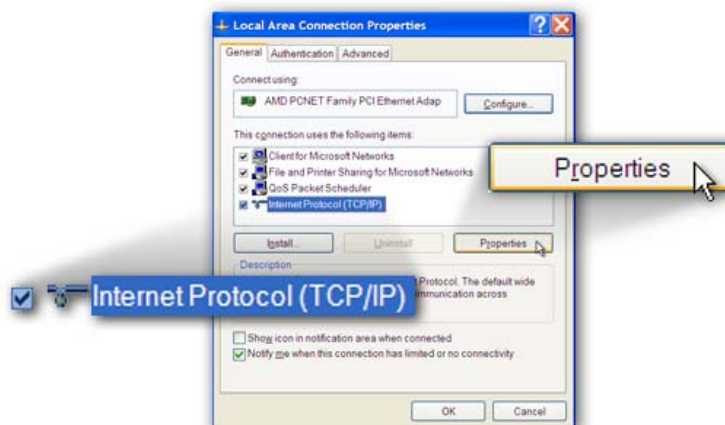 Local Area Connection Properties
General Authentication Advanced
Connect using:
AMD PCNET Family PCI Ethernet Adap
Configure...
This connection uses the following items:
Client for Microsoft Networks
File and Printer Sharing for Microsoft Networks
QoS Packet Scheduler
Internet Protocol (TCP/IP)
Properties
Install... Uninstall Properties
Description
Protocol. The default wide
Internet Protocol (TCP/IP)
across
Show icon in notification area when connected
Notify me when this connection has limited or no connectivity
OK Cancel